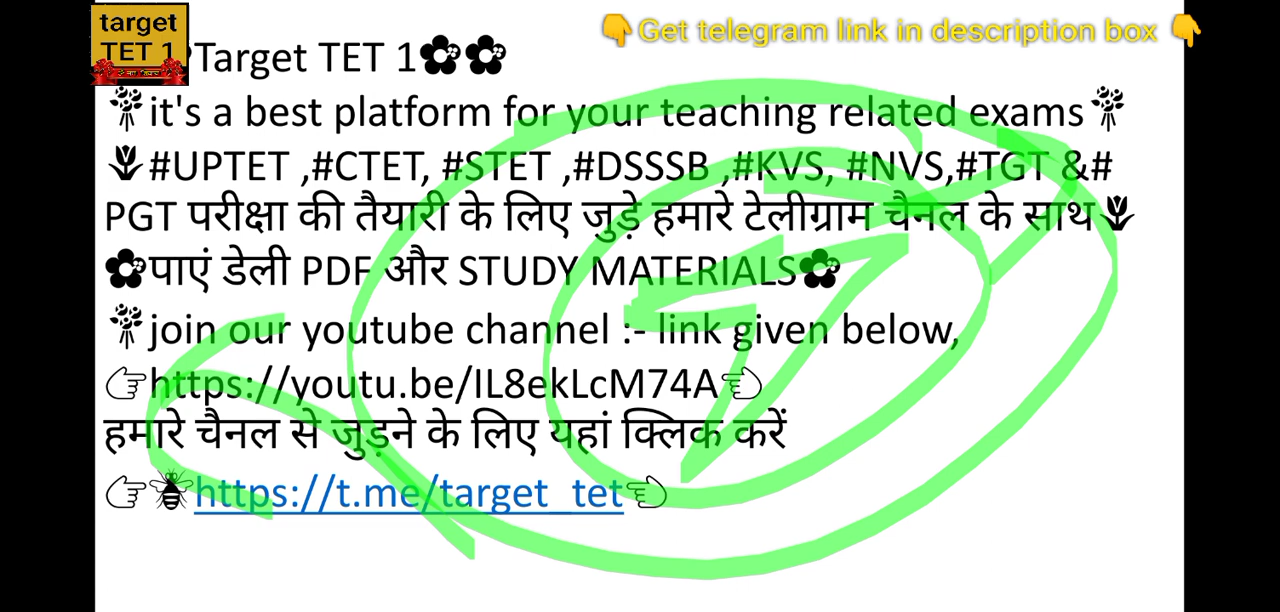 target
TET 1
👇Get telegram link in description box 👇
Target TET 1✿✿
💐it's a best platform for your teaching related exams💐
🌷#UPTET ,#CTET, #STET ,#DSSSB ,#KVS, #NVS,#TGT &#
PGT परीक्षा की तैयारी के लिए जुड़े हमारे टेलीग्राम चैनल के साथ🌷
✿पाएं डेली PDF और STUDY MATERIALS✿
💐join our youtube channel :- link given below,
👉https://youtu.be/IL8ekLcM74A👈
हमारे चैनल से जुड़ने के लिए यहां क्लिक करें
👉🐝https://t.me/target_tet👈